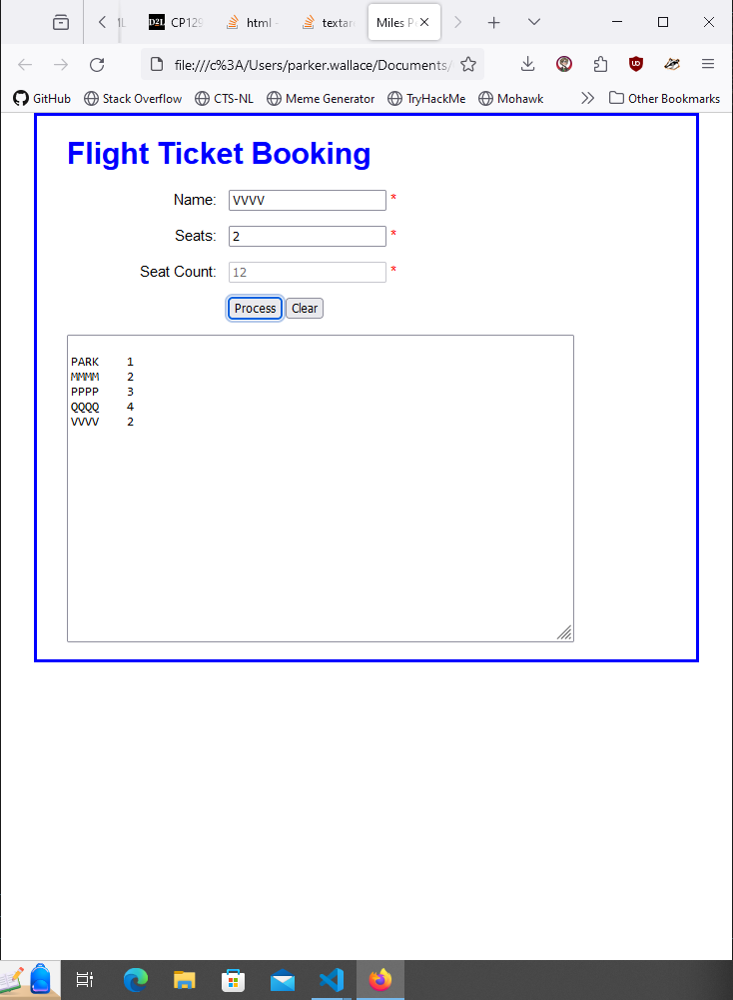 CP129
html -
textar
Miles P
file:///c%3A/Users/parker.wallace/Documents/
GitHub
Stack Overflow
CTS-NL
Meme Generator
TryHackMe
Mohawk
Other Bookmarks
Flight Ticket Booking
Name: VVVV *
Seats: 2 *
Seat Count: 12 *
Process Clear
PARK 1
MMMM 2
PPPP 3
QQQQ 4
VVVV 2